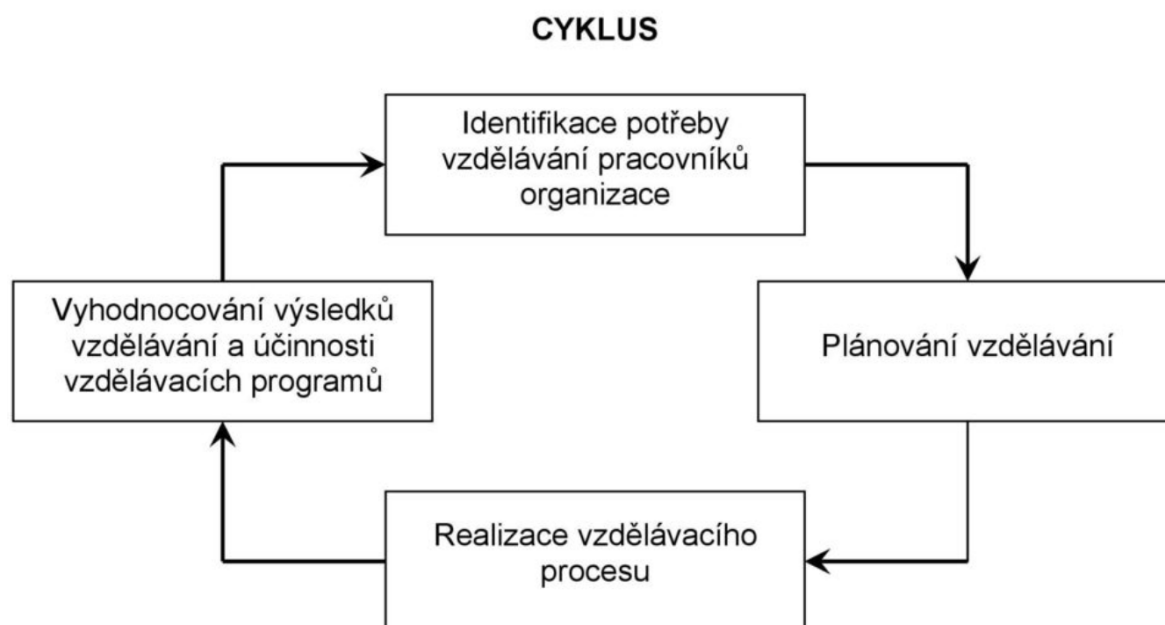 CYKLUS
Identifikace potřeby
vzdělávání pracovníků
organizace
Vyhodnocování výsledků
vzdělávání a účinnosti
vzdělávacích programů
Plánování vzdělávání
Realizace vzdělávacího
procesu